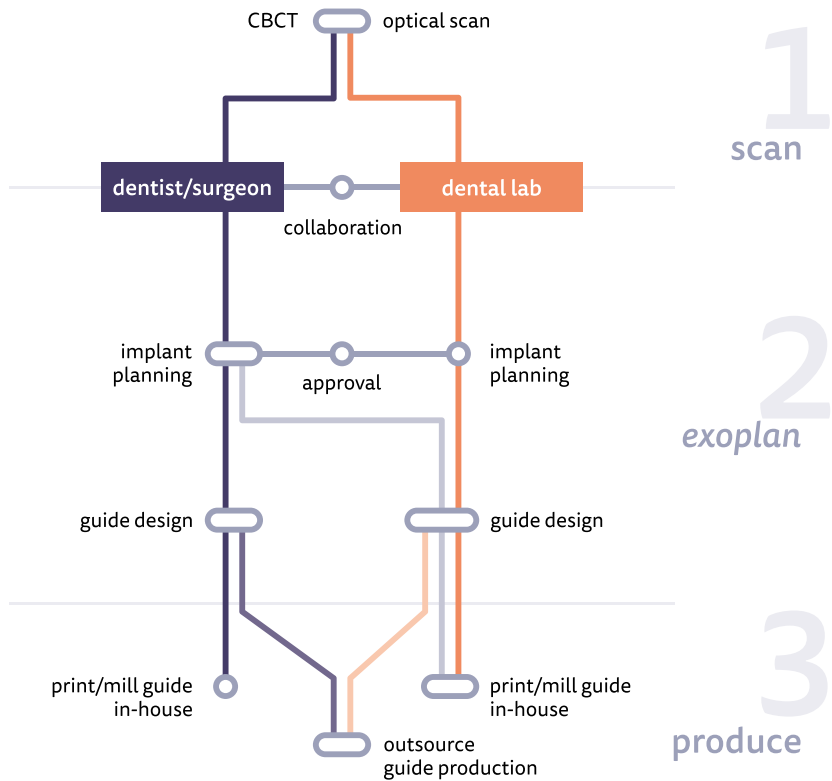 CBCT
optical scan
1
scan
dentist/surgeon
dental lab
collaboration
implant
planning
approval
implant
planning
2
exoplan
guide design
guide design
3
print/mill guide
in-house
print/mill guide
in-house
produce
outsource
guide production